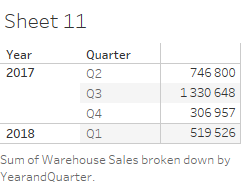 Sheet 11
Year Quarter
2017 Q2 746 800
Q3 1 330 648
Q4 306 957
2018 Q1 519 526
Sum of Warehouse Sales broken down by
YearandQuarter.